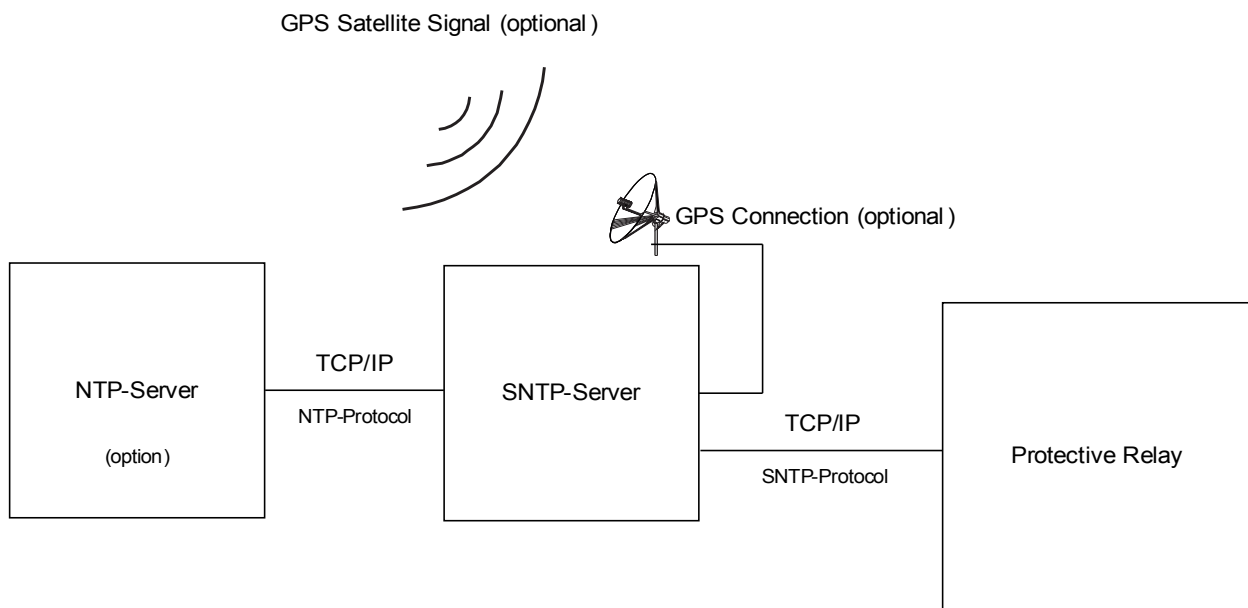 GPS Satellite Signal (optional )
GPS Connection (optional )
NTP-Server
(option )
TCP/IP
NTP-Protocol
SNTP-Server
TCP/IP
SNTP-Protocol
Protective Relay